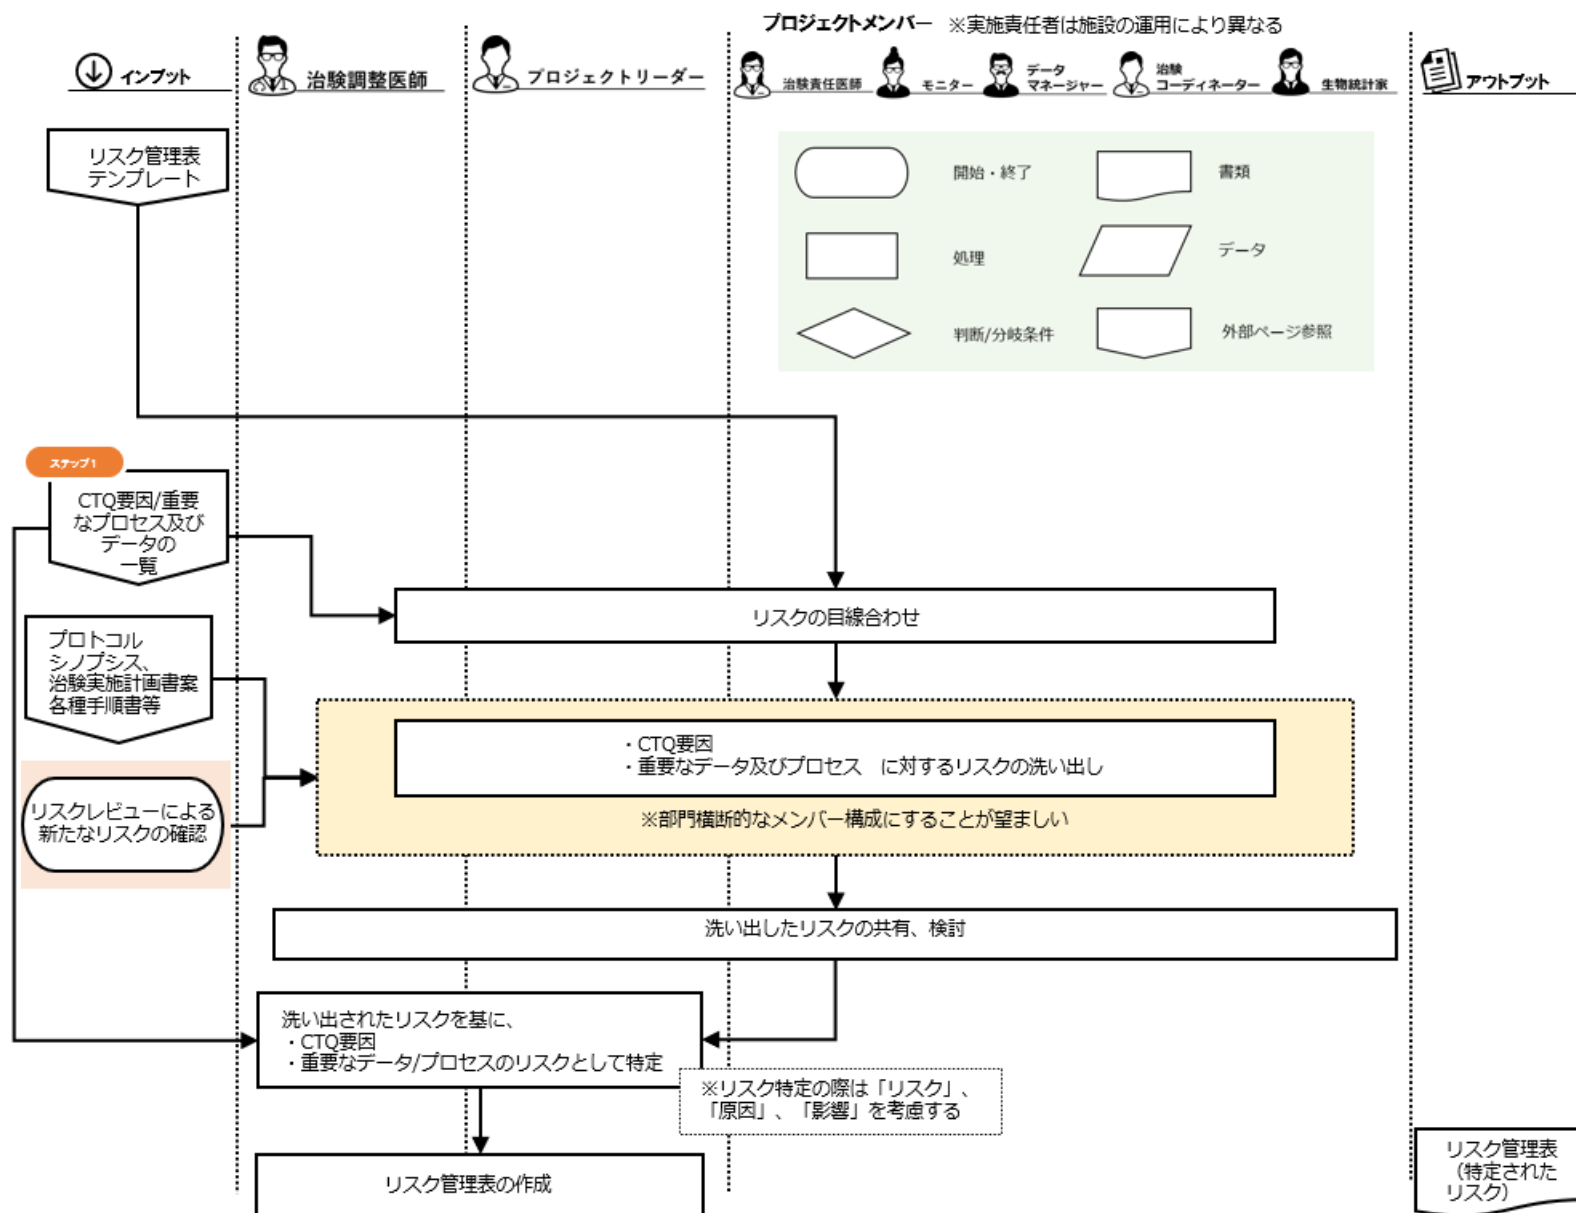 プロジェクトメンバー ※実施責任者は施設の運用により異なる
インプット
治験調整医師
プロジェクトリーダー
治験責任医師
モニター
データ
マネージャー
治験
コーディネーター
生物統計家
アウトプット
リスク管理表
テンプレート
開始・終了
書類
処理
データ
判断/分岐条件
外部ページ参照
ステップ1
CTQ要因/重要
なプロセス及び
データの
一覧
リスクの目線合わせ
プロトコル
シノプシス、
治験実施計画書案
各種手順書等
・CTQ要因
・重要なデータ及びプロセス に対するリスクの洗い出し
※部門横断的なメンバー構成にすることが望ましい
リスクレビューによる
新たなリスクの確認
洗い出したリスクの共有、検討
洗い出されたリスクを基に、
・CTQ要因
・重要なデータ/プロセスのリスクとして特定
※リスク特定の際は「リスク」、
「原因」、「影響」を考慮する
リスク管理表の作成
リスク管理表
（特定された
リスク）